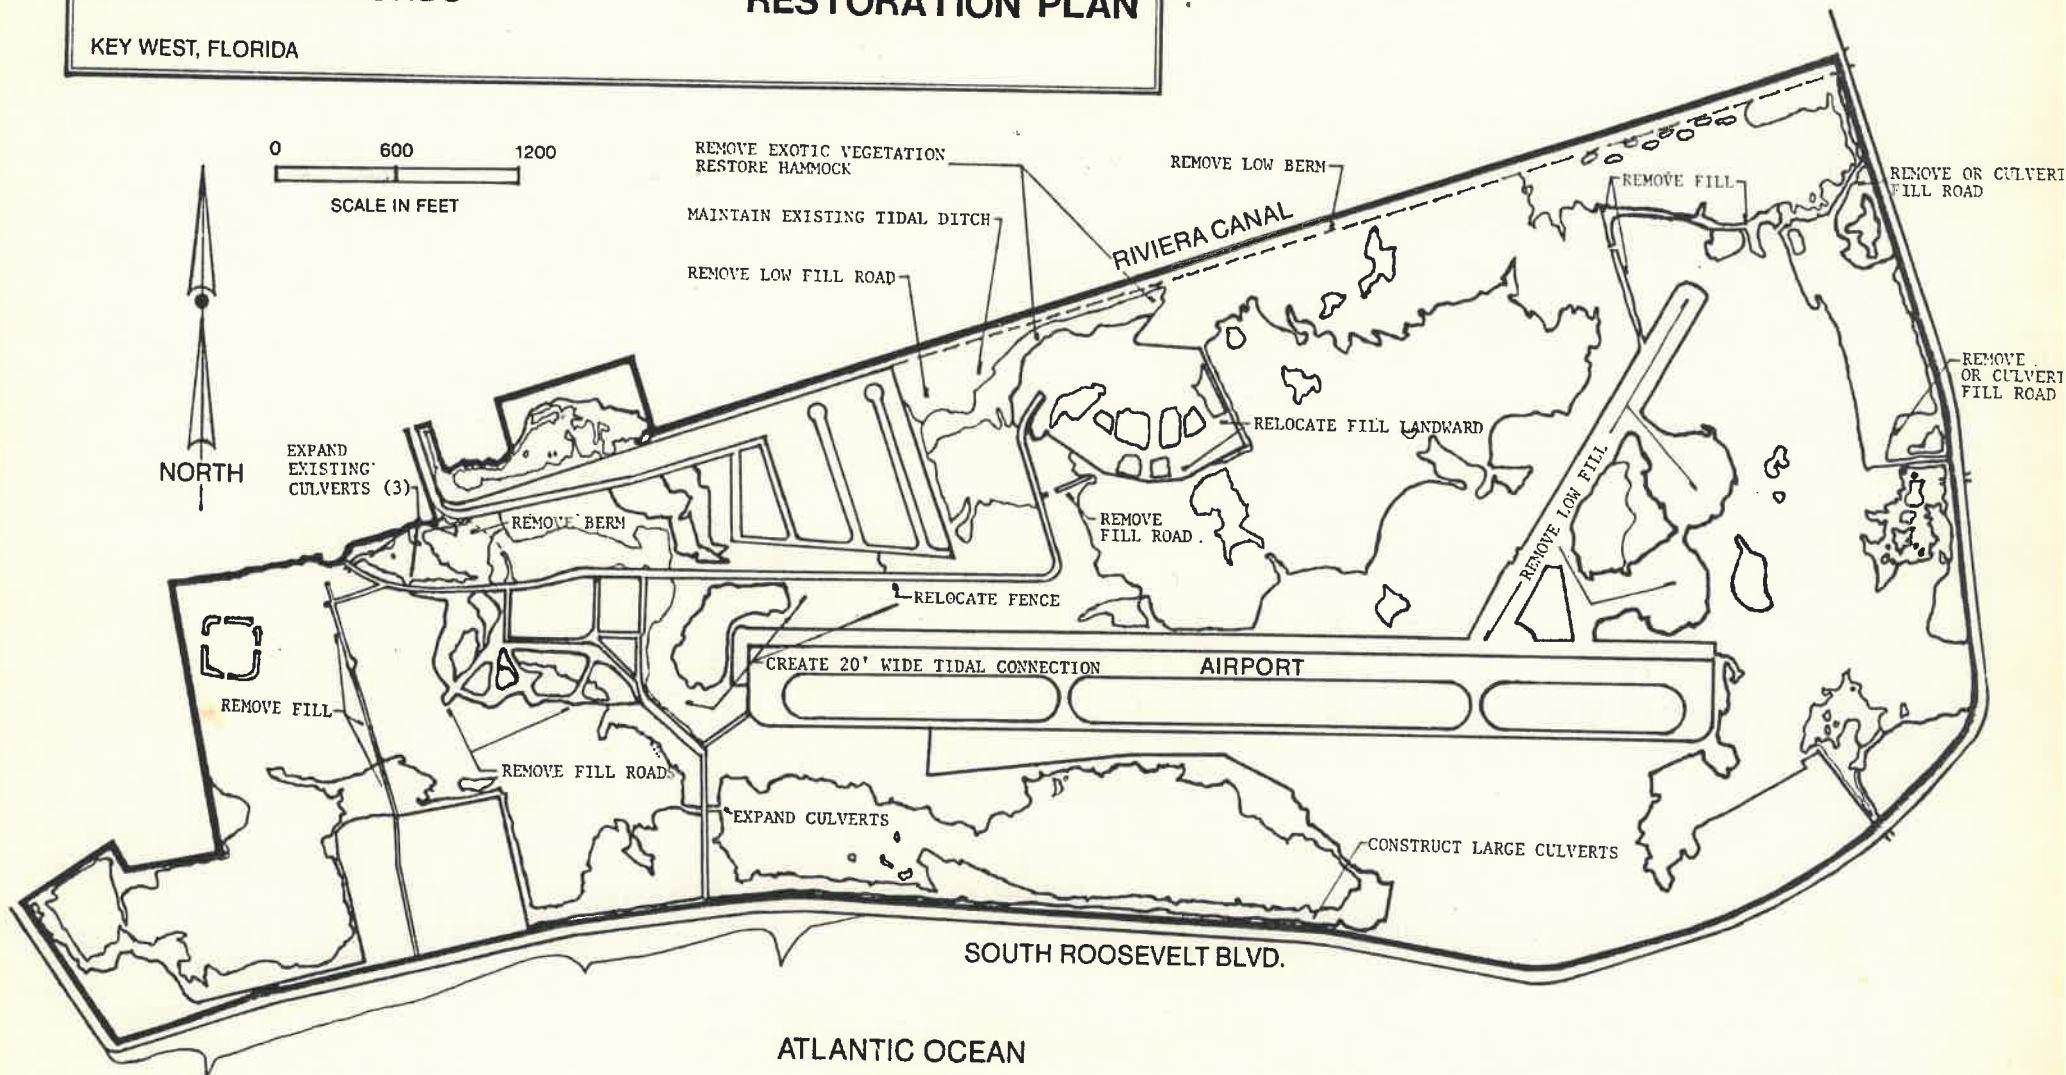 RESTORATION PLAN
KEY WEST, FLORIDA
0 600 1200
SCALE IN FEET
NORTH
REMOVE EXOTIC VEGETATION
RESTORE HAMMOCK
MAINTAIN EXISTING TIDAL DITCH
REMOVE LOW FILL ROAD
REMOVE LOW BERM
RIVIERA CANAL
REMOVE FILL
REMOVE OR CULVERT
FILL ROAD
REMOVE
OR CULVERT
FILL ROAD
RELOCATE FILL LANDWARD
EXPAND
EXISTING
CULVERTS (3)
REMOVE BERM
REMOVE
FILL ROAD
REMOVE LOW FILL
RELOCATE FENCE
CREATE 20' WIDE TIDAL CONNECTION
AIRPORT
REMOVE FILL
REMOVE FILL ROADS
EXPAND CULVERTS
CONSTRUCT LARGE CULVERTS
SOUTH ROOSEVELT BLVD.
ATLANTIC OCEAN